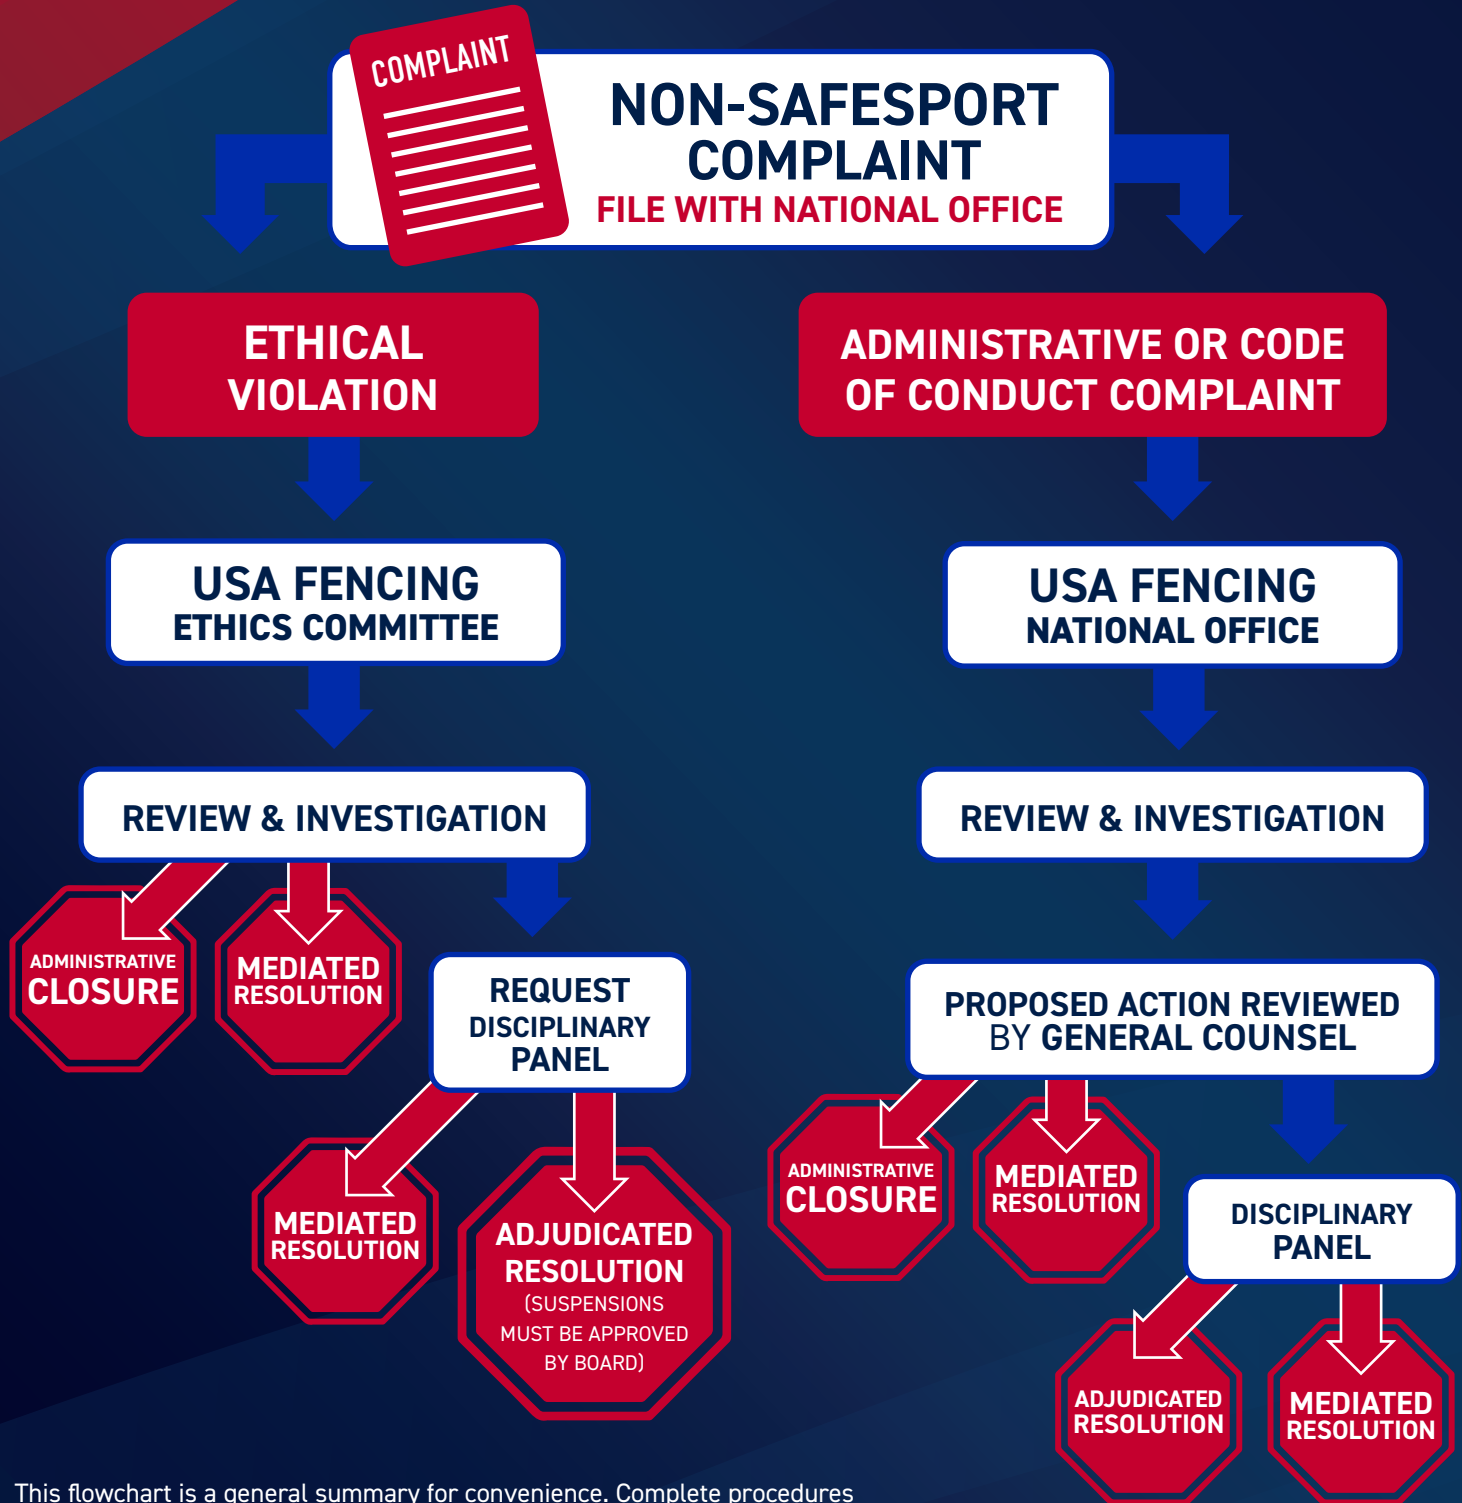 COMPLAINT
NON-SAFESPORT
COMPLAINT
FILE WITH NATIONAL OFFICE
ETHICAL
VIOLATION
ADMINISTRATIVE OR CODE
OF CONDUCT COMPLAINT
USA FENCING
ETHICS COMMITTEE
USA FENCING
NATIONAL OFFICE
REVIEW & INVESTIGATION
REVIEW & INVESTIGATION
ADMINISTRATIVE
CLOSURE
MEDIATED
RESOLUTION
REQUEST
DISCIPLINARY
PANEL
PROPOSED ACTION REVIEWED
BY GENERAL COUNSEL
MEDIATED
RESOLUTION
ADJUDICATED
RESOLUTION
(SUSPENSIONS
MUST BE APPROVED
BY BOARD)
ADMINISTRATIVE
CLOSURE
MEDIATED
RESOLUTION
DISCIPLINARY
PANEL
ADJUDICATED
RESOLUTION
MEDIATED
RESOLUTION
This flowchart is a general summary for convenience. Complete procedures